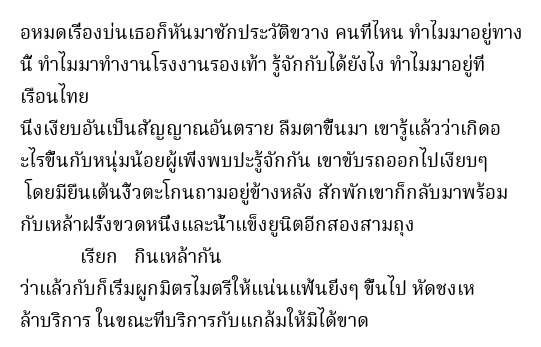 อหมดเรื่องบ่นเธอก็หันมาซักประวัติขวาง คนที่ไหน ทำไมมาอยู่ทาง
นี้ ทำไมมาทำงานโรงงานรองเท้า รู้จักกับได้ยังไง ทำไมมาอยู่ที่
เรือนไทย
นึ่งเงียบอันเป็นสัญญาณอันตราย ลืมตาขึ้นมา เขารู้แล้วว่าเกิดอ
ะไรขึ้นกับหนุ่มน้อยผู้เพิ่งพบปะรู้จักกัน เขาขับรถออกไปเงียบๆ
โดยมียืนเต้นงิ้วตะโกนถามอยู่ข้างหลัง สักพักเขาก็กลับมาพร้อม
กับเหล้าฝรั่งขวดหนึ่งและน้ำแข็งยูนิตอีกสองสามถุง
เรียก กินเหล้ากัน
ว่าแล้วกับก็เริ่มผูกมิตรไมตรีให้แน่นแฟ้นยิ่งๆ ขึ้นไป หัดชงเห
ล้าบริการ ในขณะที่บริการกับแกล้มให้มิได้ขาด